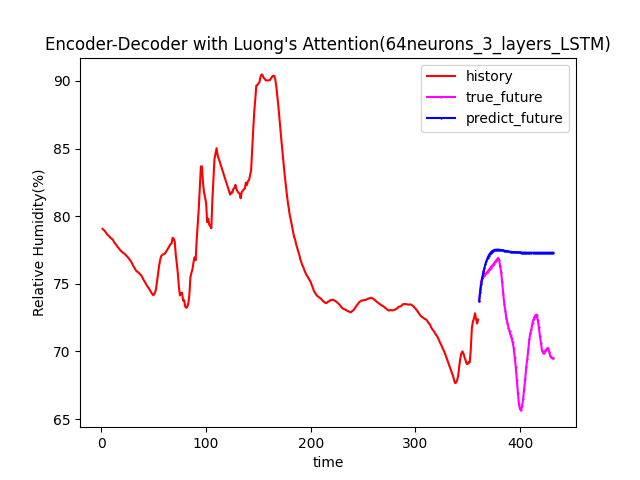 Encoder-Decoder with Luong's Attention(64neurons_3_layers_LSTM)
history
true_future
predict_future
Relative Humidity(%)
90
85
80
75
70
65
0 100 200 300 400
time